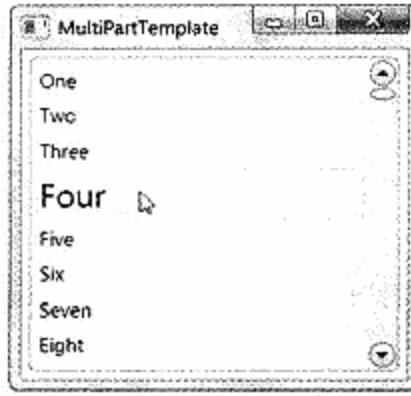 MultiPartTemplate
One
Two
Three
Four
Five
Six
Seven
Eight